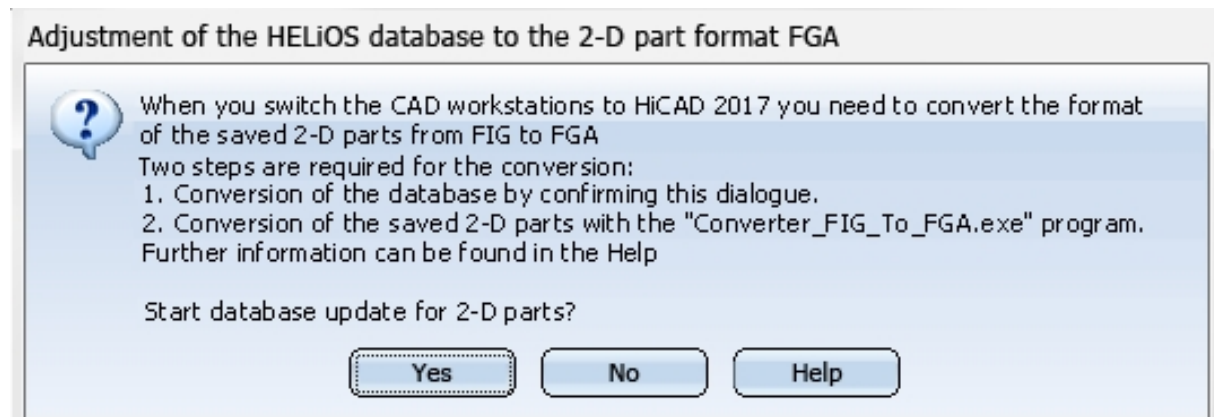 Adjustment of the HELiOS database to the 2-D part format FGA
When you switch the CAD workstations to HiCAD 2017 you need to convert the format
of the saved 2-D parts from FIG to FGA
Two steps are required for the conversion:
1. Conversion of the database by confirming this dialogue.
2. Conversion of the saved 2-D parts with the "Converter_FIG_To_FGA.exe" program.
Further information can be found in the Help
Start database update for 2-D parts?
Yes No Help